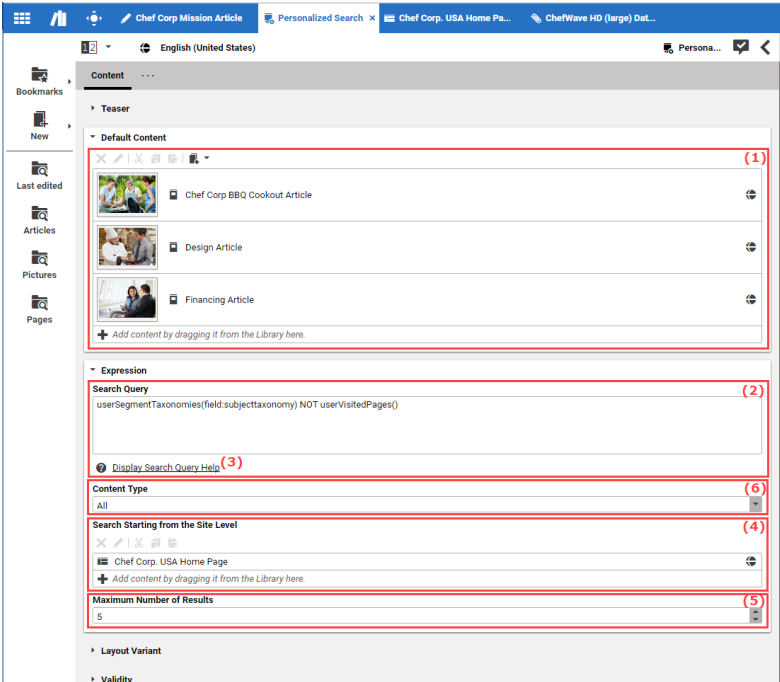 Chef Corp Mission Article
Personalized Search ×
Chef Corp. USA Home Pa...
ChefWave HD (large) Dat...
12
English (United States)
Persona...
Bookmarks
New
Last edited
Articles
Pictures
Pages
Content ...
Teaser
Default Content
(1)
Chef Corp BBQ Cookout Article
Design Article
Financing Article
Add content by dragging it from the Library here.
Expression
Search Query
(2)
userSegmentTaxonomies(field:subjecttaxonomy) NOT userVisitedPages()
Display Search Query Help (3)
Content Type
(6)
All
Search Starting from the Site Level
(4)
Chef Corp. USA Home Page
Add content by dragging it from the Library here.
Maximum Number of Results
(5)
5
Layout Variant
Validity